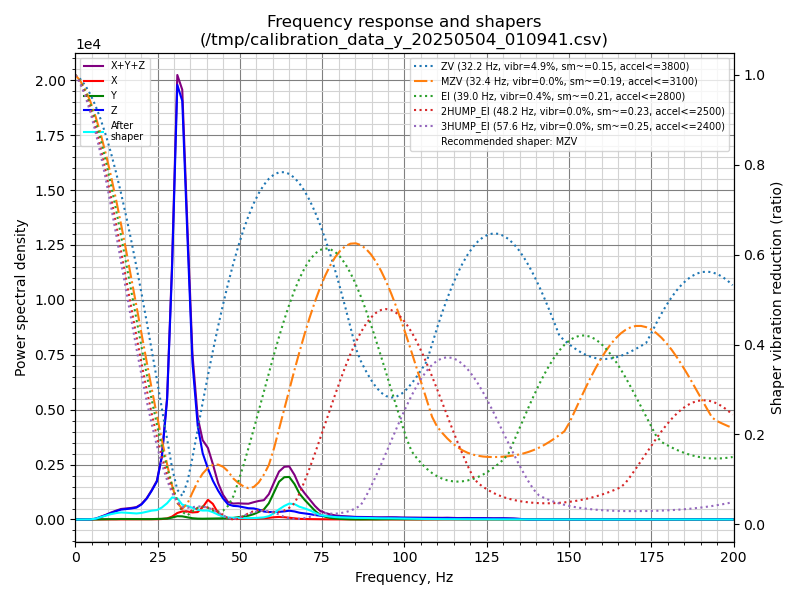 Frequency response and shapers
(/tmp/calibration_data_y_20250504_010941.csv)
1e4
X+Y+Z
X
Y
Z
After
shaper
ZV (32.2 Hz, vibr=4.9%, sm~=0.15, accel<=3800)
MZV (32.4 Hz, vibr=0.0%, sm~=0.19, accel<=3100)
EI (39.0 Hz, vibr=0.4%, sm~=0.21, accel<=2800)
2HUMP_EI (48.2 Hz, vibr=0.0%, sm~=0.23, accel<=2500)
3HUMP_EI (57.6 Hz, vibr=0.0%, sm~=0.25, accel<=2400)
Recommended shaper: MZV
Power spectral density
2.00
1.75
1.50
1.25
1.00
0.75
0.50
0.25
0.00
1.0
0.8
0.6
0.4
0.2
0.0
Shaper vibration reduction (ratio)
0 25 50 75 100 125 150 175 200
Frequency, Hz